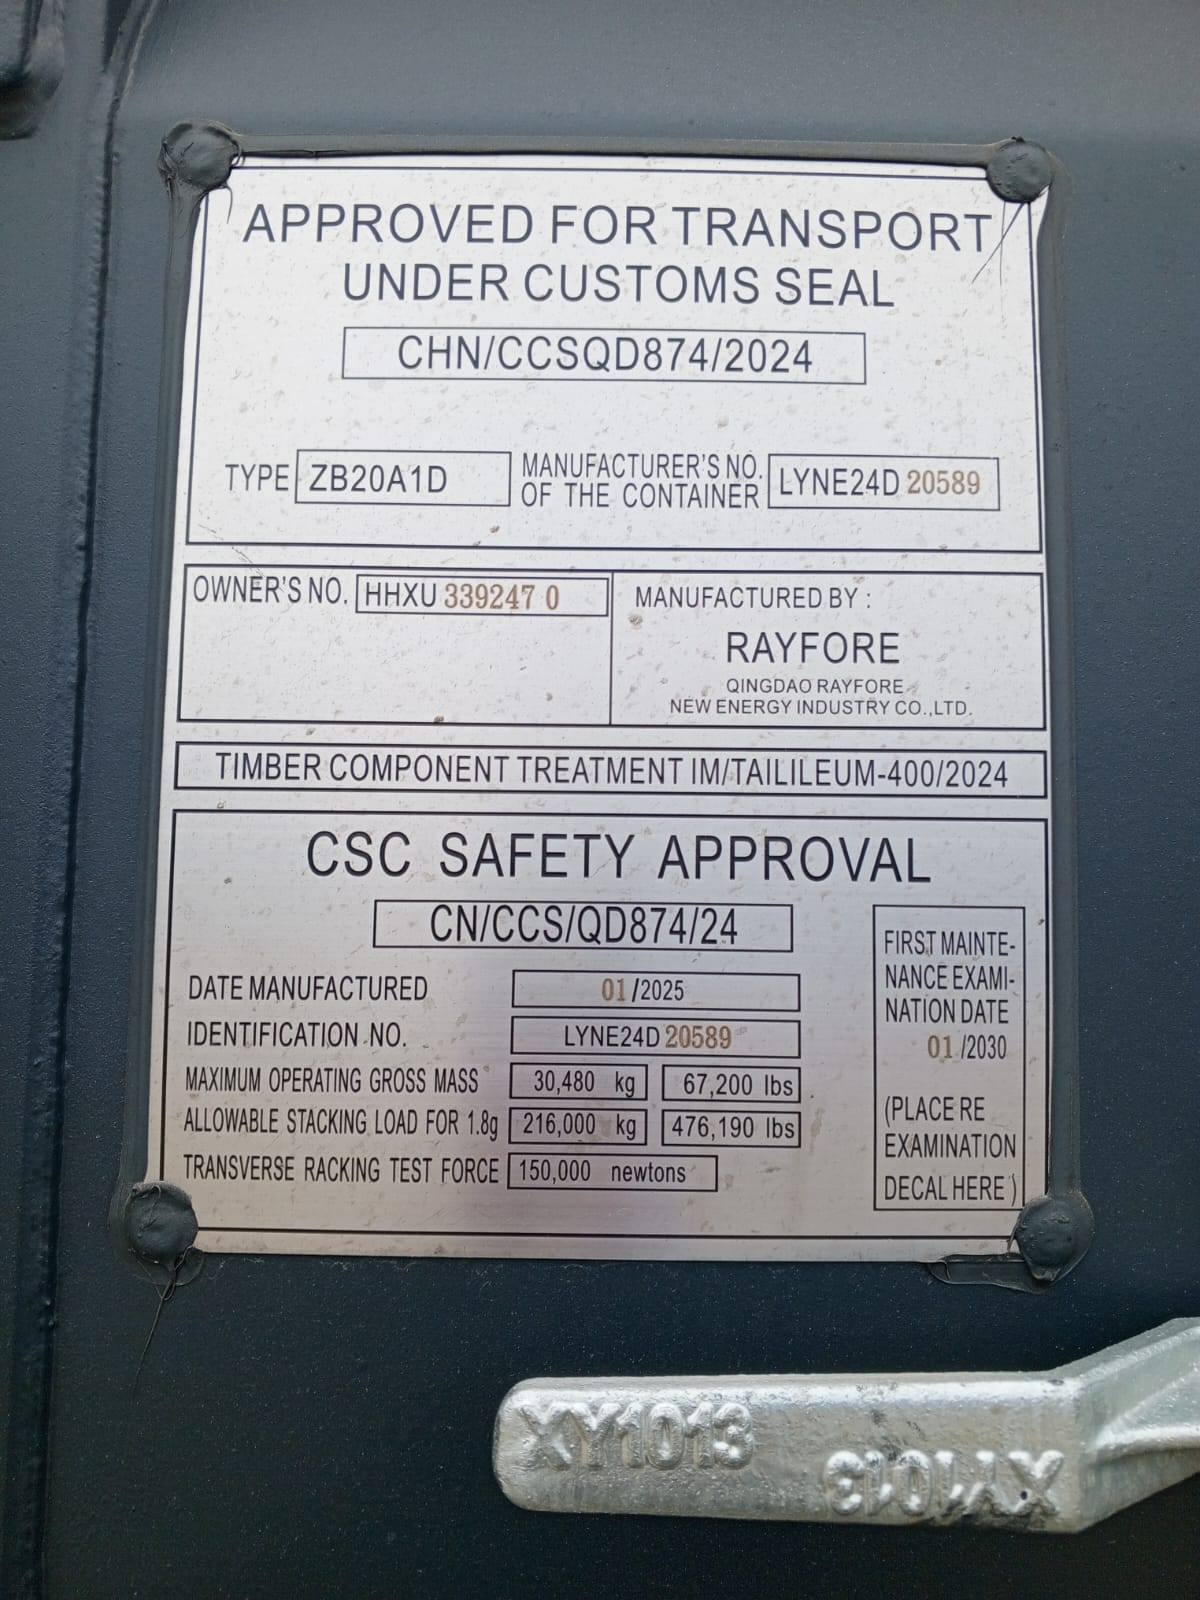 APPROVED FOR TRANSPORT
UNDER CUSTOMS SEAL
CHN/CCSQD874/2024
TYPE ZB20A1D MANUFACTURER'S NO. OF THE CONTAINER LYNE24D 20589
OWNER'S NO. HHXU 339247 0
MANUFACTURED BY :
RAYFORE
QINGDAO RAYFORE
NEW ENERGY INDUSTRY CO.,LTD.
TIMBER COMPONENT TREATMENT IM/TAILILEUM-400/2024
CSC SAFETY APPROVAL
CN/CCS/QD874/24
DATE MANUFACTURED 01/2025
IDENTIFICATION NO. LYNE24D 20589
MAXIMUM OPERATING GROSS MASS 30,480 kg 67,200 lbs
ALLOWABLE STACKING LOAD FOR 1.8g 216,000 kg 476,190 lbs
TRANSVERSE RACKING TEST FORCE 150,000 newtons
FIRST MAINTE-
NANCE EXAMI-
NATION DATE
01 /2030
(PLACE RE
EXAMINATION
DECAL HERE )
XY1013
XY1013